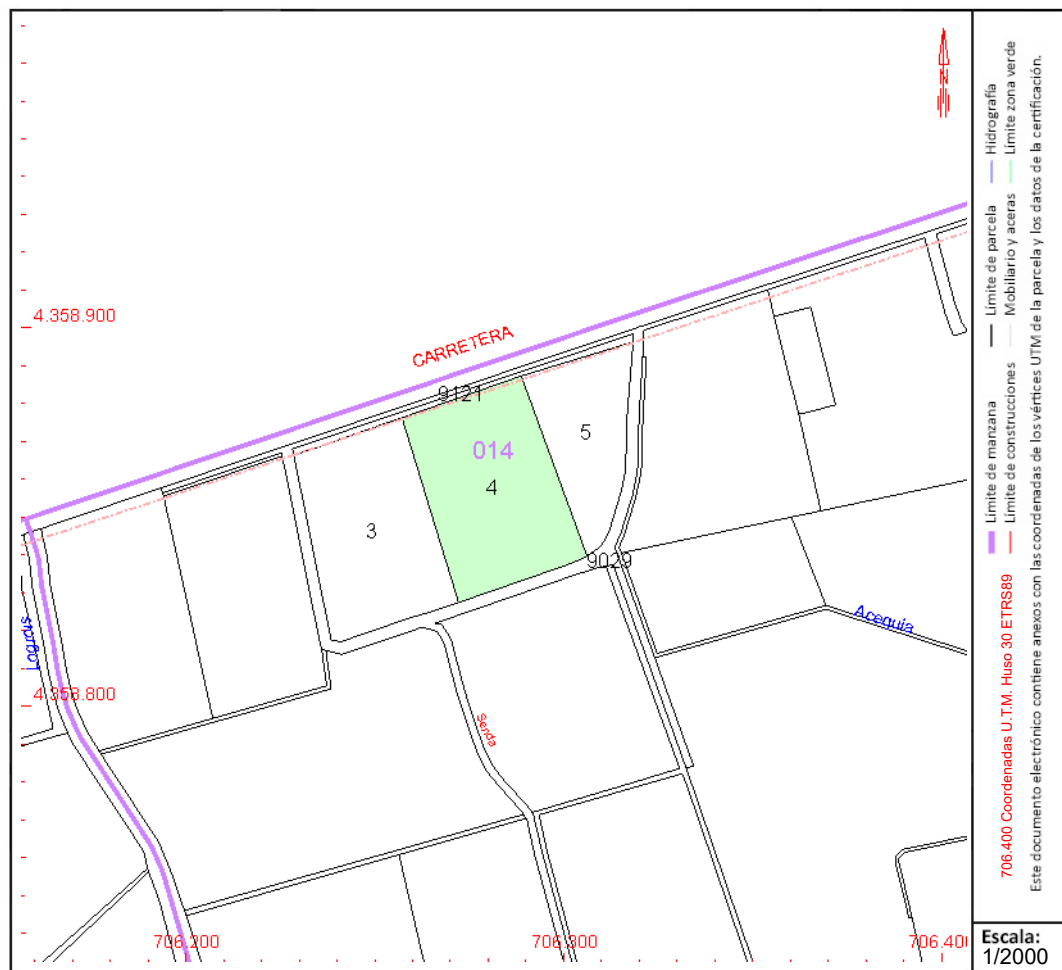 N
4.358.900
CARRETERA
9121
014
5
4
3
9029
Acequia
4.358.800
Senda
706.200
706.300
706.400
Límite de manzana
Límite de parcela
Hidrografía
Límite de construcciones
Mobiliario y aceras
Límite zona verde
706.400 Coordenadas U.T.M. Huso 30 ETRS89
Este documento electrónico contiene anexos con las coordenadas de los vértices UTM de la parcela y los datos de la certificación.
Escala:
1/2000